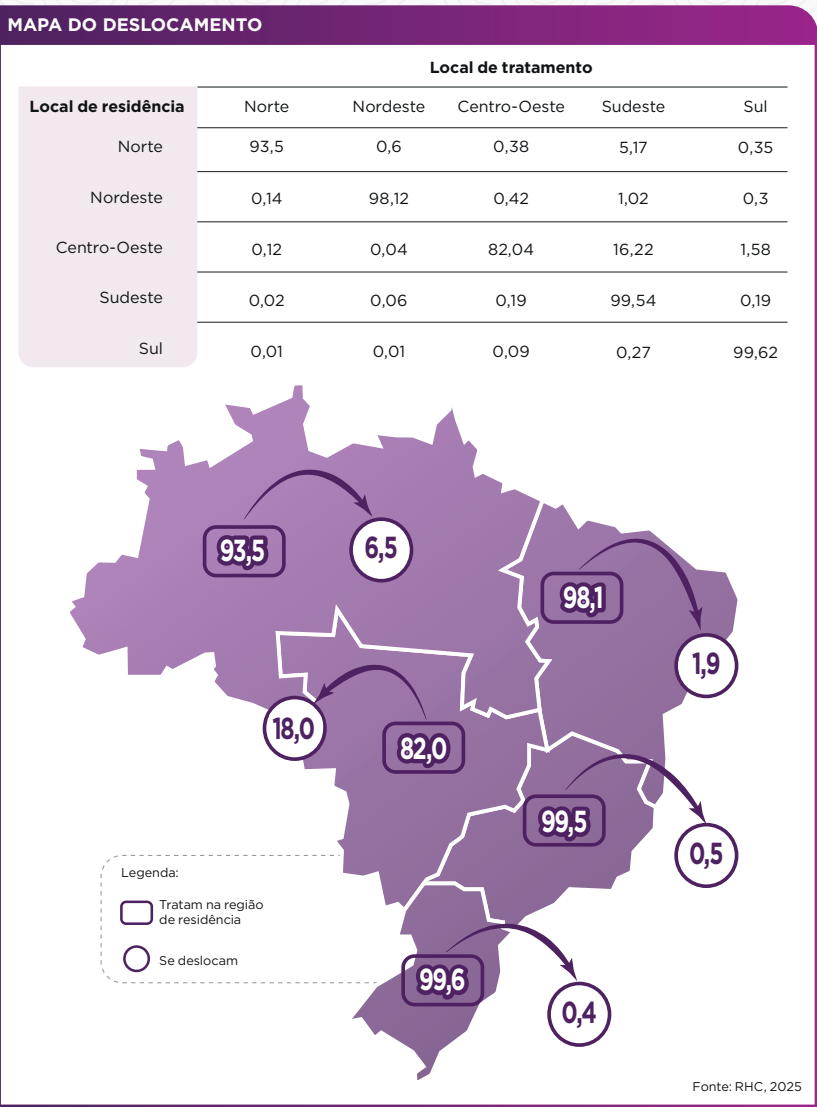 MAPA DO DESLOCAMENTO
Local de tratamento
Local de residência Norte Nordeste Centro-Oeste Sudeste Sul
Norte 93,5 0,6 0,38 5,17 0,35
Nordeste 0,14 98,12 0,42 1,02 0,3
Centro-Oeste 0,12 0,04 82,04 16,22 1,58
Sudeste 0,02 0,06 0,19 99,54 0,19
Sul 0,01 0,01 0,09 0,27 99,62
93,5
6,5
98,1
1,9
18,0
82,0
99,5
0,5
99,6
0,4
Legenda:
Tratam na região
de residência
Se deslocam
Fonte: RHC, 2025